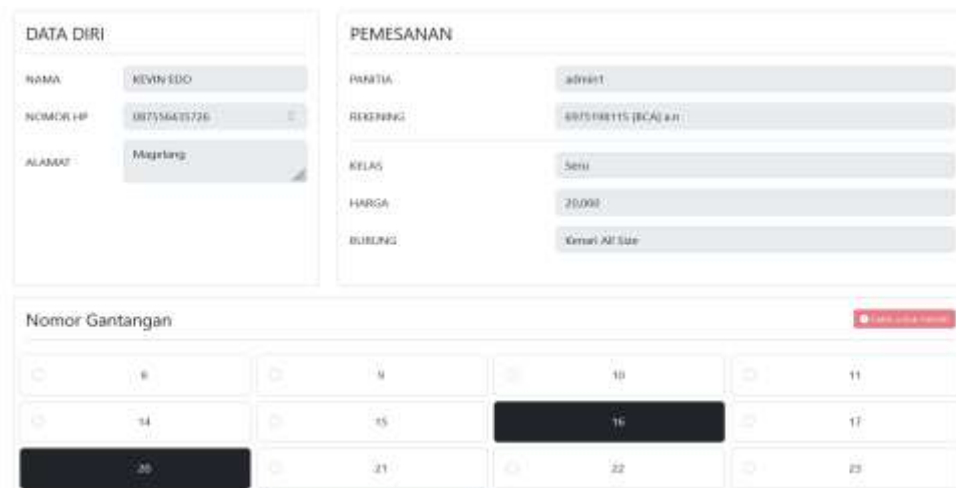 DATA DIRI
NAMA KEVIN EDO
NOMOR HP 087556435726
ALAMAT Magelang
PEMESANAN
PANITIA admin1
REKENING 6975198115 (BCA) a.n
KELAS Seru
HARGA 20,000
BURUNG Kenari All Size
Nomor Gantangan
8 9 10 11
14 15 16 17
20 21 22 23